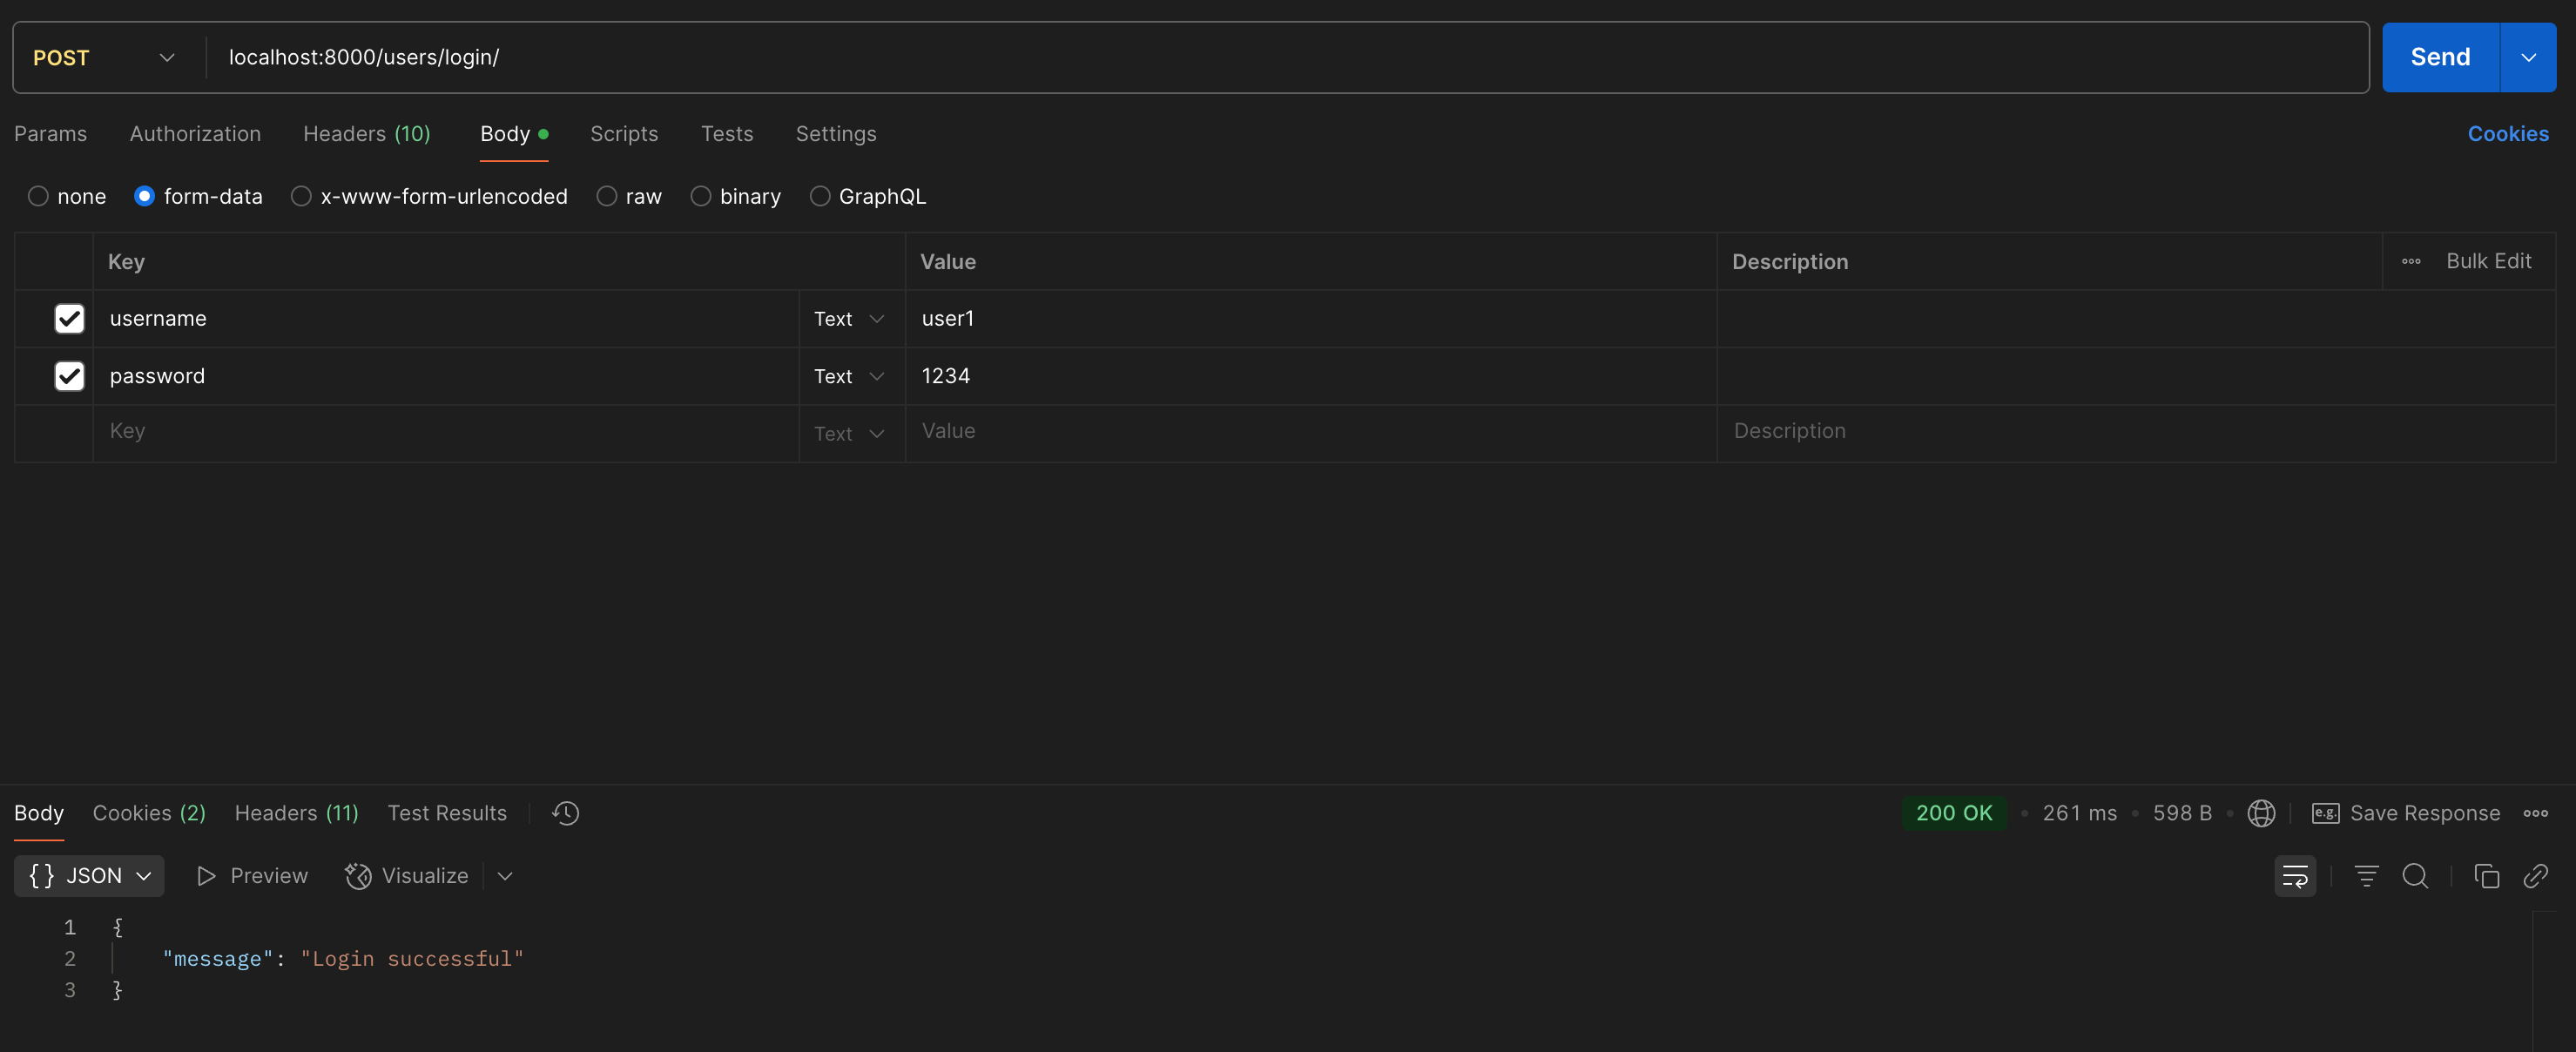 POST localhost:8000/users/login/ Send
Params Authorization Headers (10) Body Scripts Tests Settings Cookies
none form-data x-www-form-urlencoded raw binary GraphQL
Key Value Description Bulk Edit
username Text user1
password Text 1234
Key Text Value Description
Body Cookies (2) Headers (11) Test Results 200 OK • 261 ms • 598 B • e.g. Save Response
{} JSON Preview Visualize
1 {
2 "message": "Login successful"
3 }